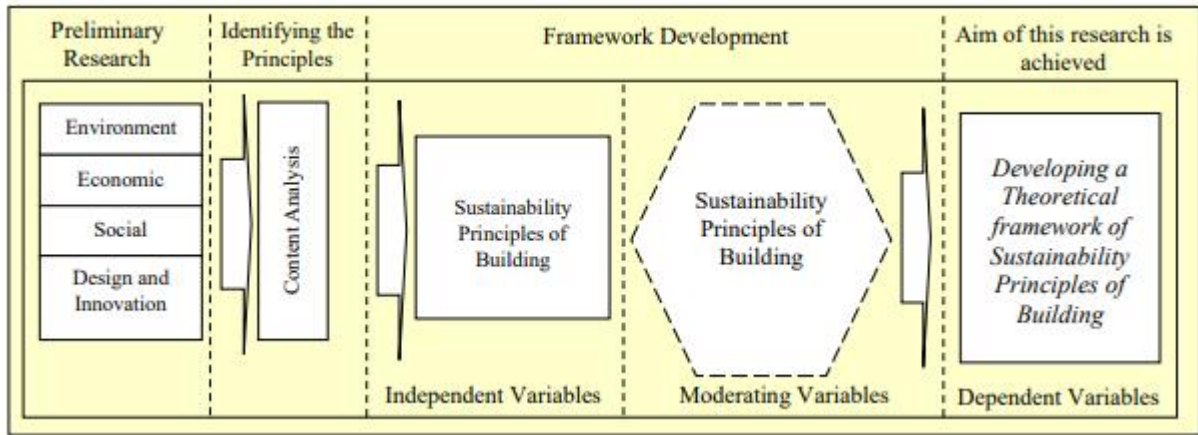 Preliminary
Research
Identifying the
Principles
Framework Development
Aim of this research is
achieved
Environment
Economic
Social
Design and
Innovation
Content Analysis
Sustainability
Principles of
Building
Sustainability
Principles of
Building
Developing a
Theoretical
framework of
Sustainability
Principles of
Building
Independent Variables
Moderating Variables
Dependent Variables